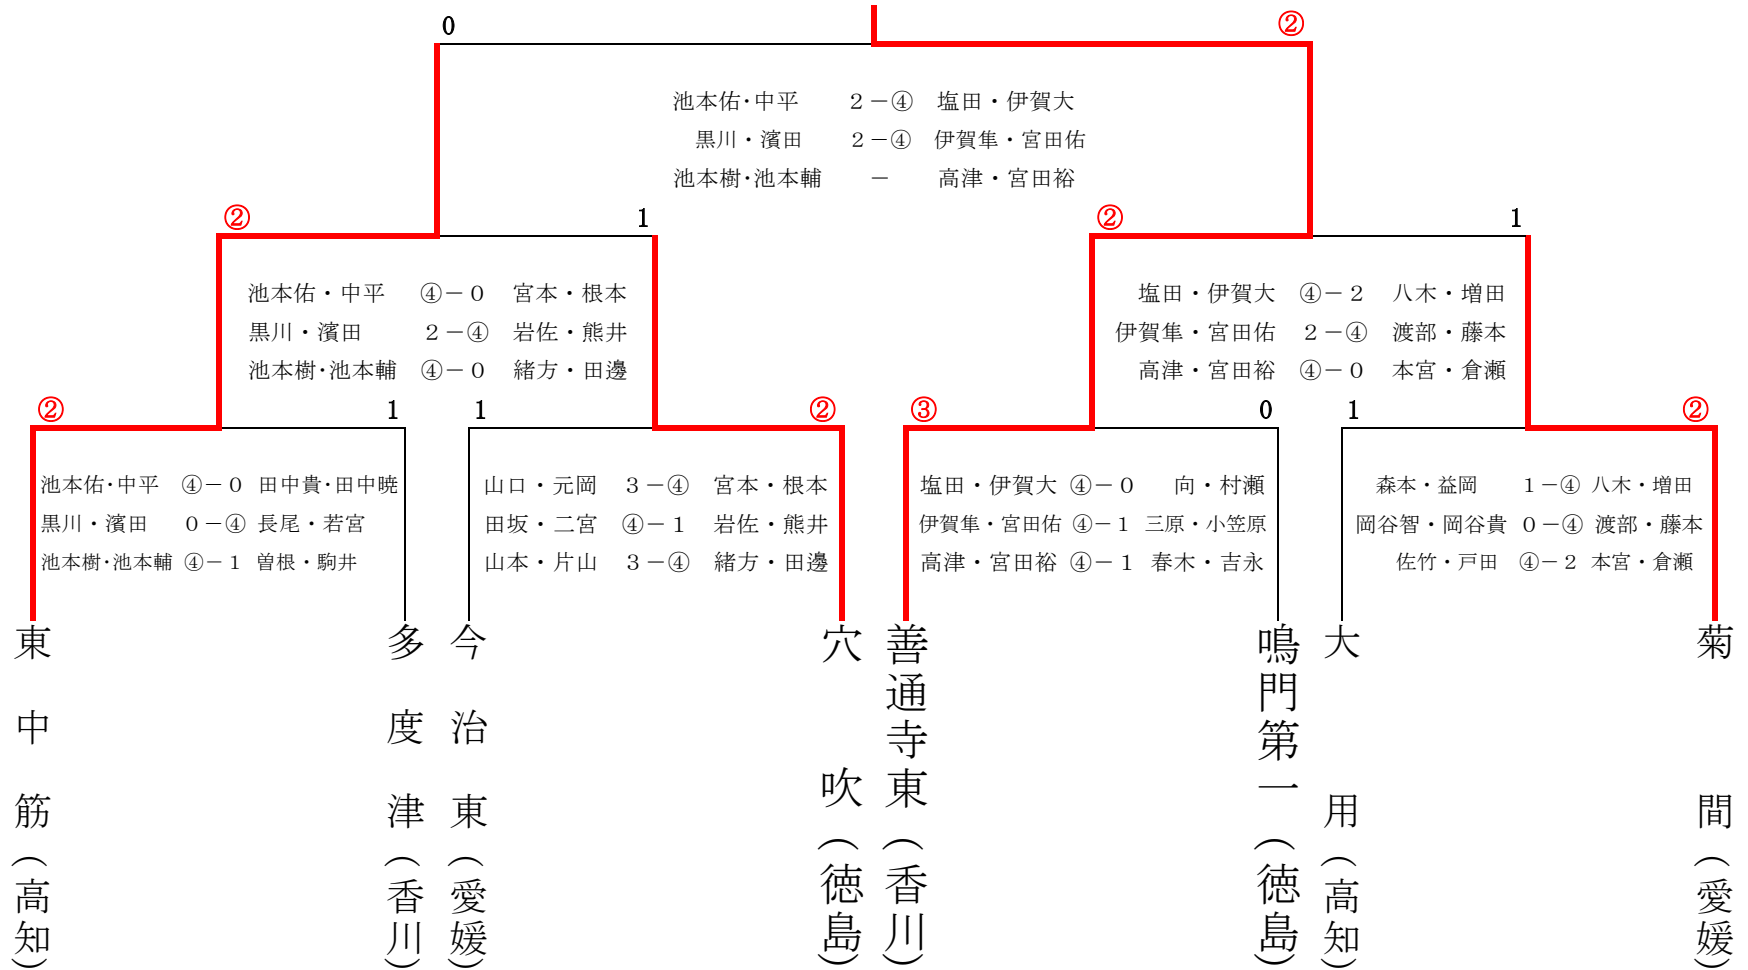 0 ②
池本佑・中平 2－④ 塩田・伊賀大
黒川・濱田 2－④ 伊賀隼・宮田佑
池本樹・池本輔 － 高津・宮田裕
② 1 ② 1
池本佑・中平 ④－0 宮本・根本
黒川・濱田 2－④ 岩佐・熊井
池本樹・池本輔 ④－0 緒方・田邊
塩田・伊賀大 ④－2 八木・増田
伊賀隼・宮田佑 2－④ 渡部・藤本
高津・宮田裕 ④－0 本宮・倉瀬
② 1 1 ② ③ 0 1 ②
池本佑・中平 ④－0 田中貴・田中暁
黒川・濱田 0－④ 長尾・若宮
池本樹・池本輔 ④－1 曽根・駒井
山口・元岡 3－④ 宮本・根本
田坂・二宮 ④－1 岩佐・熊井
山本・片山 3－④ 緒方・田邊
塩田・伊賀大 ④－0 向・村瀬
伊賀隼・宮田佑 ④－1 三原・小笠原
高津・宮田裕 ④－1 春木・吉永
森本・益岡 1－④ 八木・増田
岡谷智・岡谷貴 0－④ 渡部・藤本
佐竹・戸田 ④－2 本宮・倉瀬
東中筋(高知)
多度津(香川)
今治東(愛媛)
穴吹(徳島)
善通寺東(香川)
鳴門第一(徳島)
大用(高知)
菊間(愛媛)